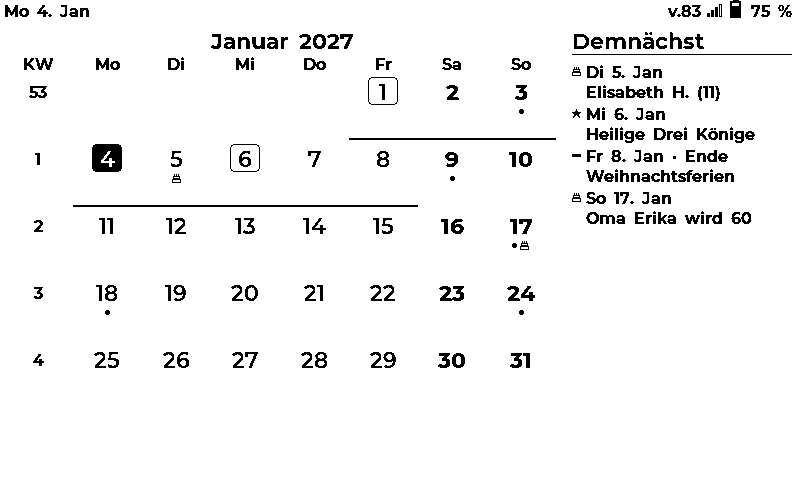 Mo 4. Jan
v.83 75 %
Januar 2027
KW Mo Di Mi Do Fr Sa So
53 1 2 3
1 4 5 6 7 8 9 10
2 11 12 13 14 15 16 17
3 18 19 20 21 22 23 24
4 25 26 27 28 29 30 31
Demnächst
Di 5. Jan
Elisabeth H. (11)
Mi 6. Jan
Heilige Drei Könige
Fr 8. Jan · Ende
Weihnachtsferien
So 17. Jan
Oma Erika wird 60